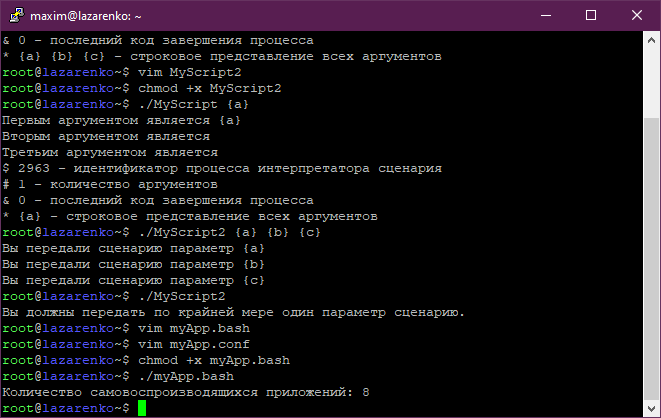 maxim@lazarenko: ~
& 0 – последний код завершения процесса
* {a} {b} {c} – строковое представление всех аргументов
root@lazarenko~$ vim MyScript2
root@lazarenko~$ chmod +x MyScript2
root@lazarenko~$ ./MyScript {a}
Первым аргументом является {a}
Вторым аргументом является
Третьим аргументом является
$ 2963 – идентификатор процесса интерпретатора сценария
# 1 – количество аргументов
& 0 – последний код завершения процесса
* {a} – строковое представление всех аргументов
root@lazarenko~$ ./MyScript2 {a} {b} {c}
Вы передали сценарию параметр {a}
Вы передали сценарию параметр {b}
Вы передали сценарию параметр {c}
root@lazarenko~$ ./MyScript2
Вы должны передать по крайней мере один параметр сценарию.
root@lazarenko~$ vim myApp.bash
root@lazarenko~$ vim myApp.conf
root@lazarenko~$ chmod +x myApp.bash
root@lazarenko~$ ./myApp.bash
Количество самовоспроизводящихся приложений: 8
root@lazarenko~$